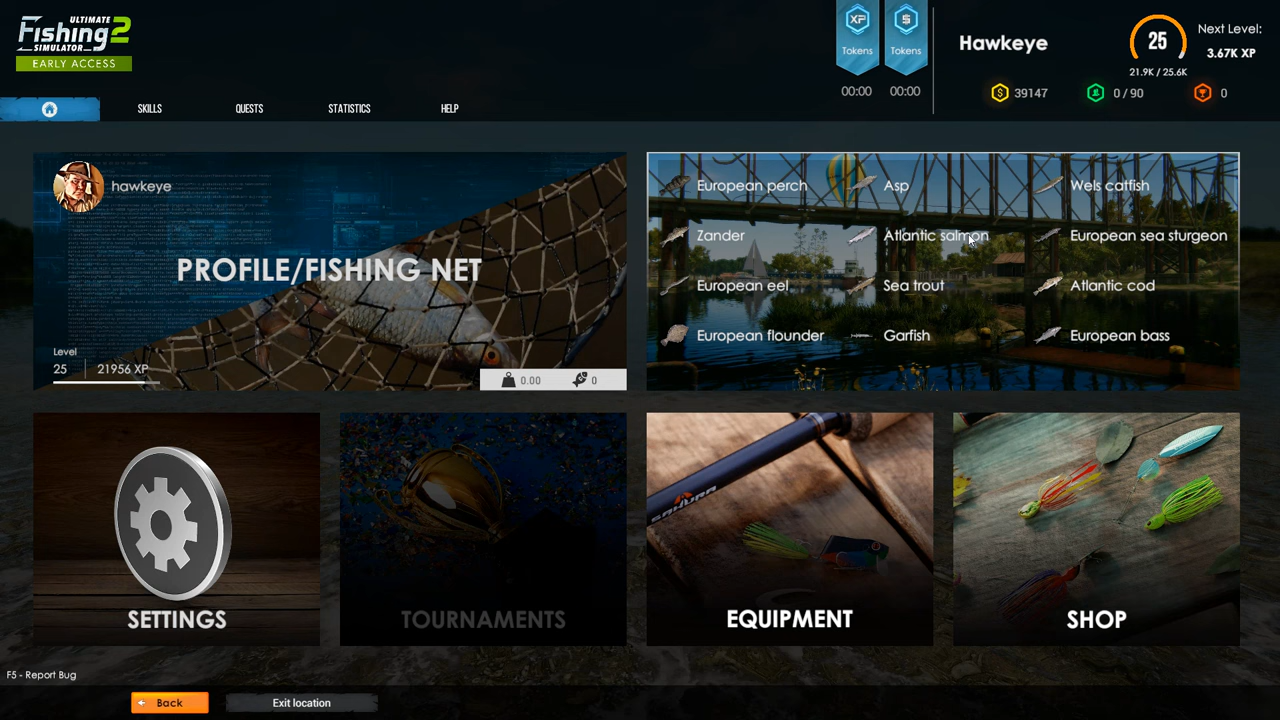 ULTIMATE
Fishing 2
SIMULATOR
EARLY ACCESS
XP
Tokens
00:00
$
Tokens
00:00
Hawkeye
25
21.9K / 25.6K
Next Level:
3.67K XP
$ 39147
0 / 90
0
SKILLS
QUESTS
STATISTICS
HELP
hawkeye
PROFILE/FISHING NET
Level
25
21956 XP
0.00
0
European perch
Asp
Wels catfish
Zander
Atlantic salmon
European sea sturgeon
European eel
Sea trout
Atlantic cod
European flounder
Garfish
European bass
SETTINGS
TOURNAMENTS
SAKURA
EQUIPMENT
SHOP
F5 - Report Bug
Back
Exit location